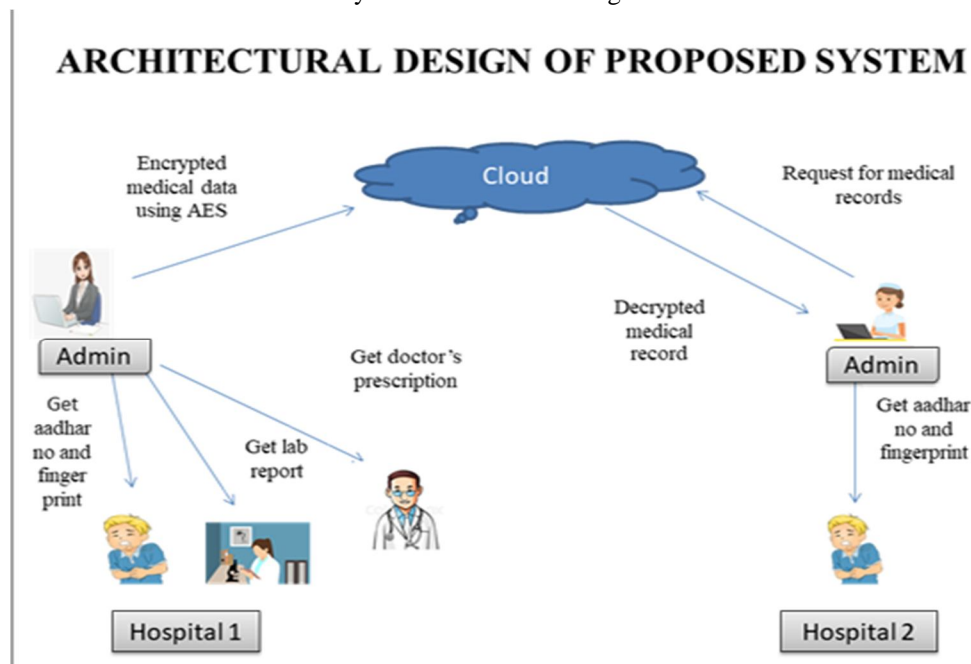 ARCHITECTURAL DESIGN OF PROPOSED SYSTEM
Encrypted
medical data
using AES
Cloud
Request for medical
records
Admin
Get doctor's
prescription
Decrypted
medical
record
Admin
Get
aadhar
no and
finger
print
Get lab
report
Get aadhar
no and
fingerprint
Hospital 1
Hospital 2